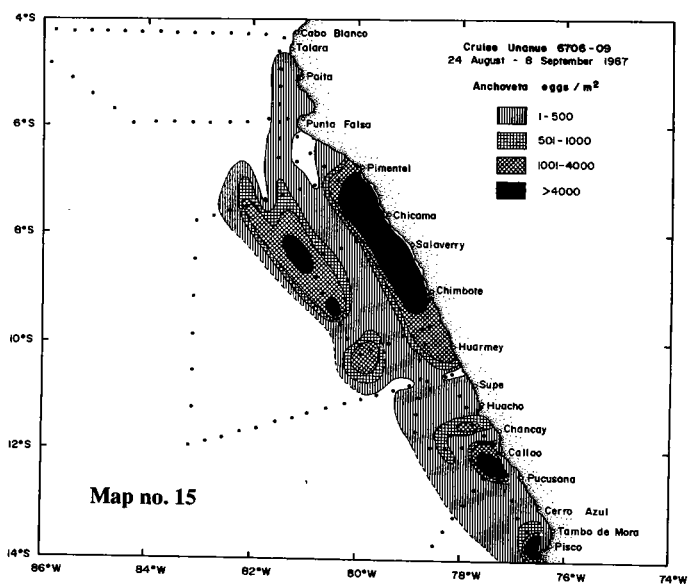 4°S
Cabo Blanco
Talara
Cruise Unanue 6706-09
24 August - 8 September 1967
Paita
Anchoveta eggs / m²
1-500
6°S
Punta Falsa
501-1000
1001-4000
Pimentel
>4000
Chicama
8°S
Salaverry
Chimbote
10°S
Huarmey
Supe
Huacho
Chancay
12°S
Callao
Pucusana
Map no. 15
Cerro Azul
Tambo de Mora
14°S
Pisco
86°W
84°W
82°W
80°W
78°W
76°W
74°W